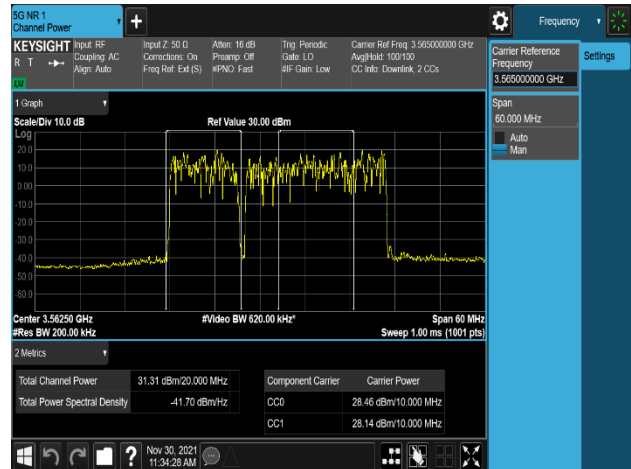 5G NR 1
Channel Power
Frequency
KEYSIGHT
R T
LXI
Input: RF
Coupling: AC
Align: Auto
Input Z: 50 Ω
Corrections: On
Freq Ref: Ext (S)
Atten: 16 dB
Preamp: Off
#PNO: Fast
Trig: Periodic
Gate: LO
#IF Gain: Low
Carrier Ref Freq: 3.565000000 GHz
Avg|Hold: 100/100
CC Info: Downlink, 2 CCs
Carrier Reference
Frequency
3.565000000 GHz
Settings
Span
60.000 MHz
Auto
Man
1 Graph
Scale/Div 10.0 dB
Ref Value 30.00 dBm
Log
20.0
10.0
0.00
-10.0
-20.0
-30.0
-40.0
-50.0
-60.0
Center 3.56250 GHz
#Video BW 620.00 kHz*
Span 60 MHz
#Res BW 200.00 kHz
Sweep 1.00 ms (1001 pts)
2 Metrics
Total Channel Power
31.31 dBm/20.000 MHz
Total Power Spectral Density
-41.70 dBm/Hz
Component Carrier
Carrier Power
CC0
28.46 dBm/10.000 MHz
CC1
28.14 dBm/10.000 MHz
?
Nov 30, 2021
11:34:28 AM